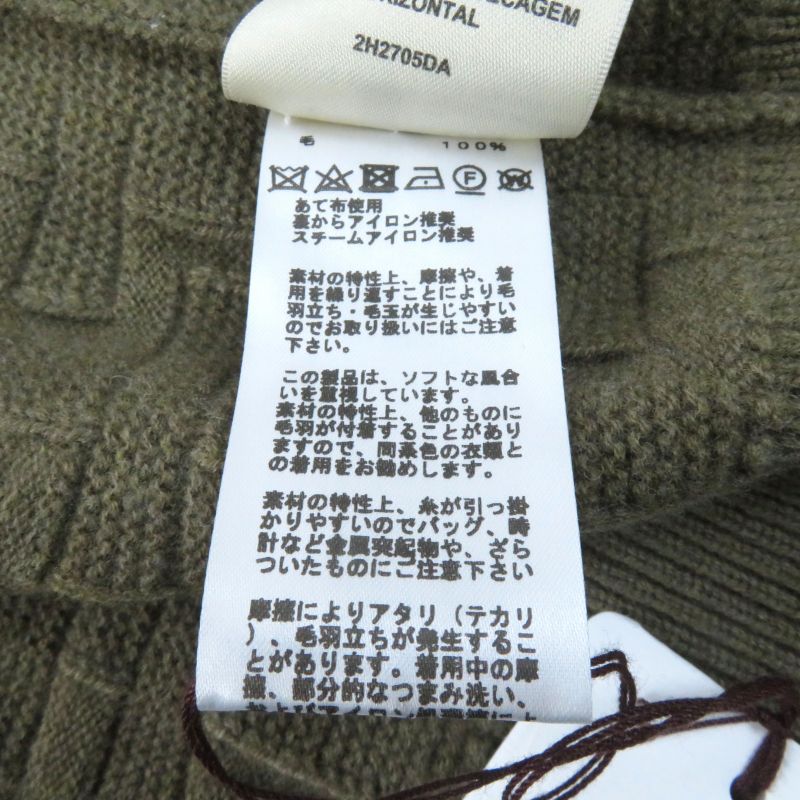 HORIZONTAL
2H2705DA
毛 100%
F
W
あて布使用
裏からアイロン推奨
スチームアイロン推奨
素材の特性上、摩擦や、着
用を繰り返すことにより毛
羽立ち・毛玉が生じやすい
のでお取り扱いにはご注意
下さい。
この製品は、ソフトな風合
いを重視しています。
素材の特性上、他のものに
毛羽が付着することがあり
ますので、同系色の衣類と
の着用をお勧めします。
素材の特性上、糸が引っ掛
かりやすいのでバッグ、時
計など金属突起物や、ざら
ついたものにご注意下さい
摩擦によりアタリ（テカリ
）、毛羽立ちが発生するこ
とがあります。着用中の摩
擦、部分的なつまみ洗い、